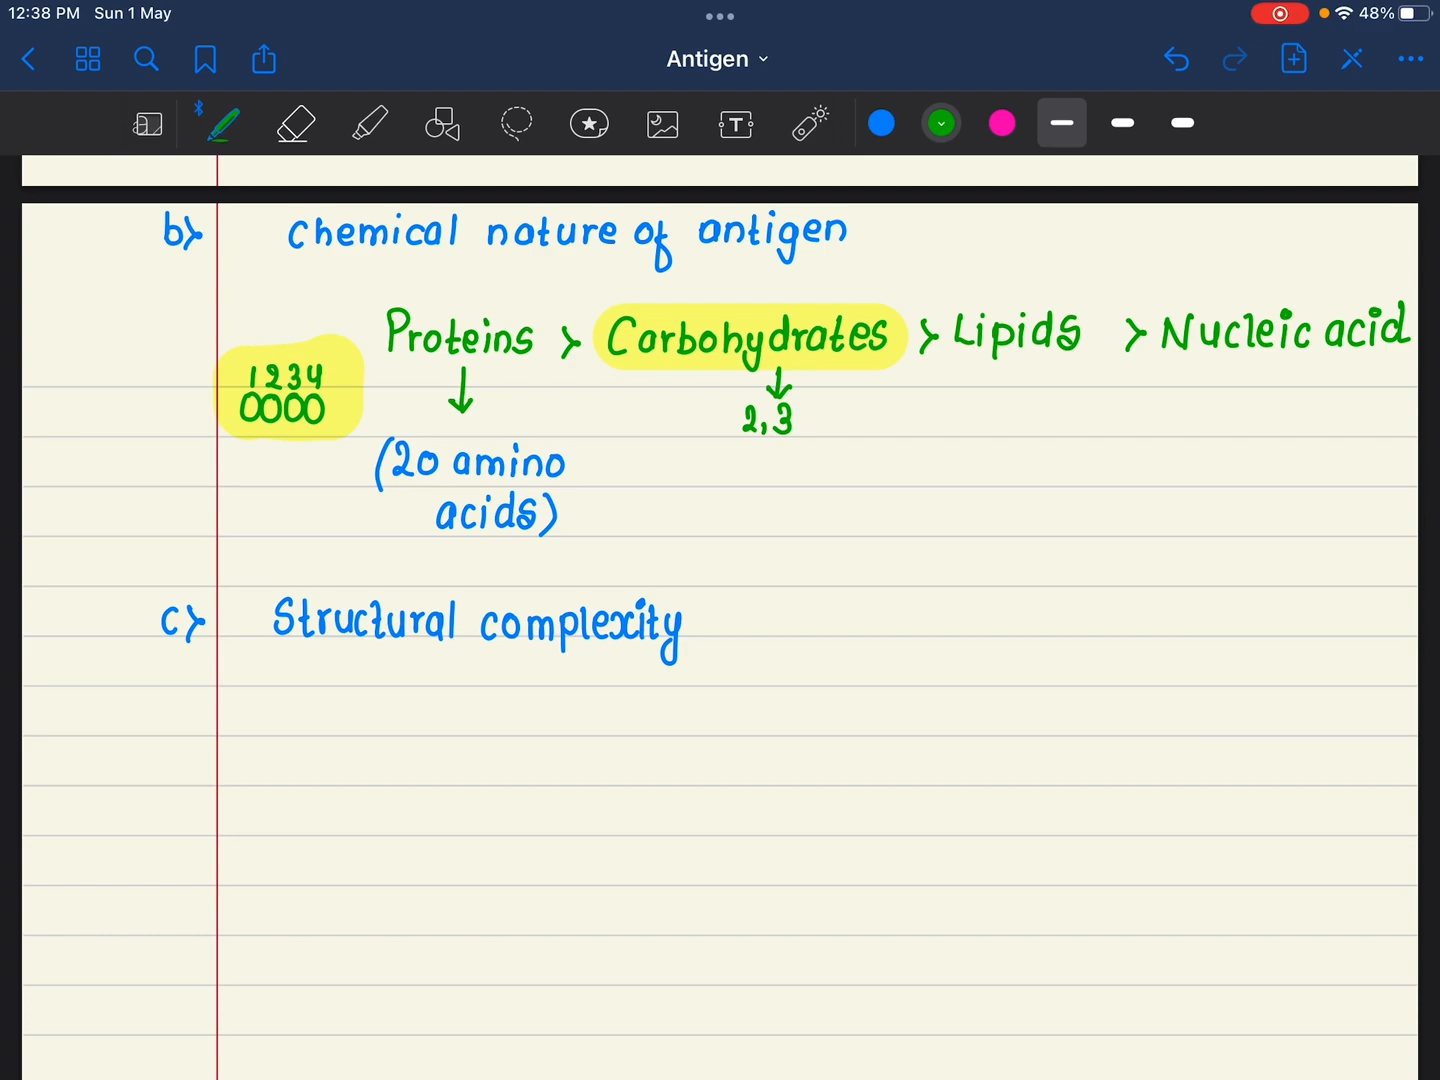 12:38 PM Sun 1 May
48%
Antigen
b> Chemical nature of antigen
Proteins > Carbohydrates > Lipids > Nucleic acid
1234
0000
2,3
(20 amino
acids)
c> Structural complexity